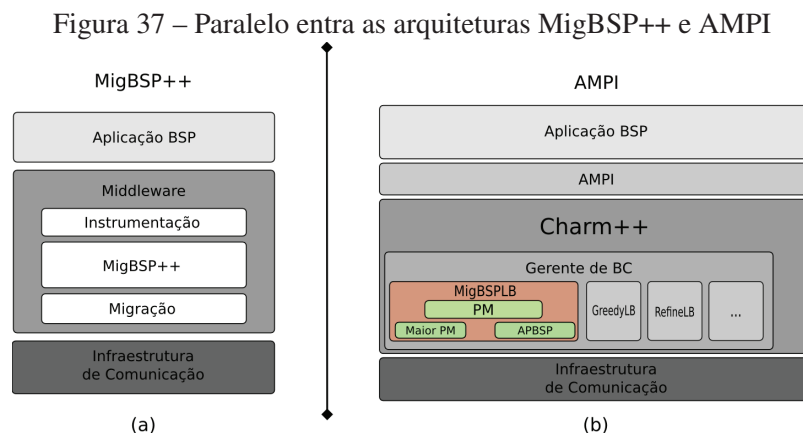 Figura 37 – Paralelo entra as arquiteturas MigBSP++ e AMPI
MigBSP++
Aplicação BSP
Middleware
Instrumentação
MigBSP++
Migração
Infraestrutura
de Comunicação
(a)
AMPI
Aplicação BSP
AMPI
Charm++
Gerente de BC
MigBSPLB
PM
Maior PM
APBSP
GreedyLB
RefineLB
...
Infraestrutura
de Comunicação
(b)